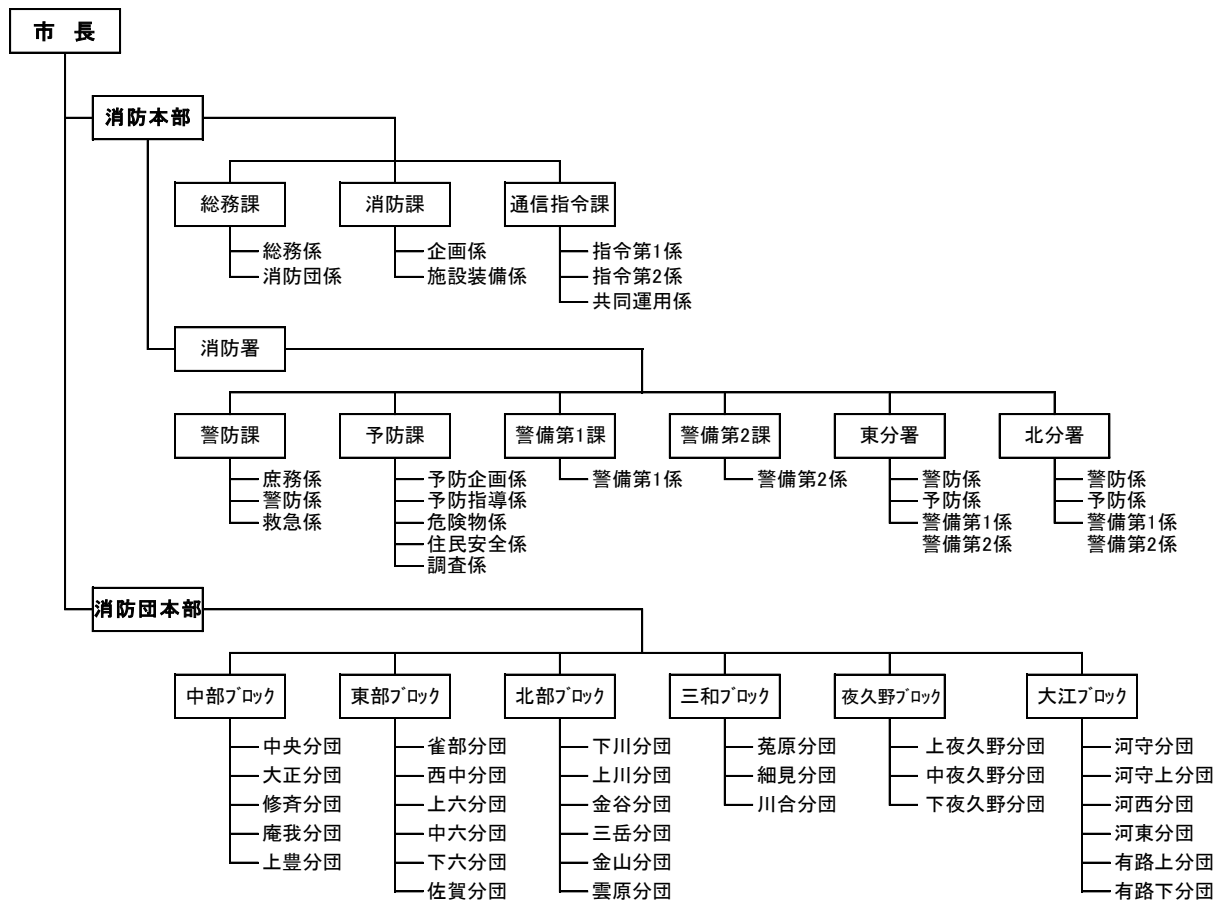 市 長
消防本部
総務課
消防課
通信指令課
総務係
企画係
指令第1係
消防団係
施設装備係
指令第2係
共同運用係
消防署
警防課
予防課
警備第1課
警備第2課
東分署
北分署
庶務係
予防企画係
警備第1係
警備第2係
警防係
警防係
警防係
予防指導係
予防係
予防係
救急係
危険物係
警備第1係
警備第1係
住民安全係
警備第2係
警備第2係
調査係
消防団本部
中部ブロック
東部ブロック
北部ブロック
三和ブロック
夜久野ブロック
大江ブロック
中央分団
雀部分団
下川分団
菟原分団
上夜久野分団
河守分団
大正分団
西中分団
上川分団
細見分団
中夜久野分団
河守上分団
修斉分団
上六分団
金谷分団
川合分団
下夜久野分団
河西分団
庵我分団
中六分団
三岳分団
河東分団
上豊分団
下六分団
金山分団
有路上分団
佐賀分団
雲原分団
有路下分団